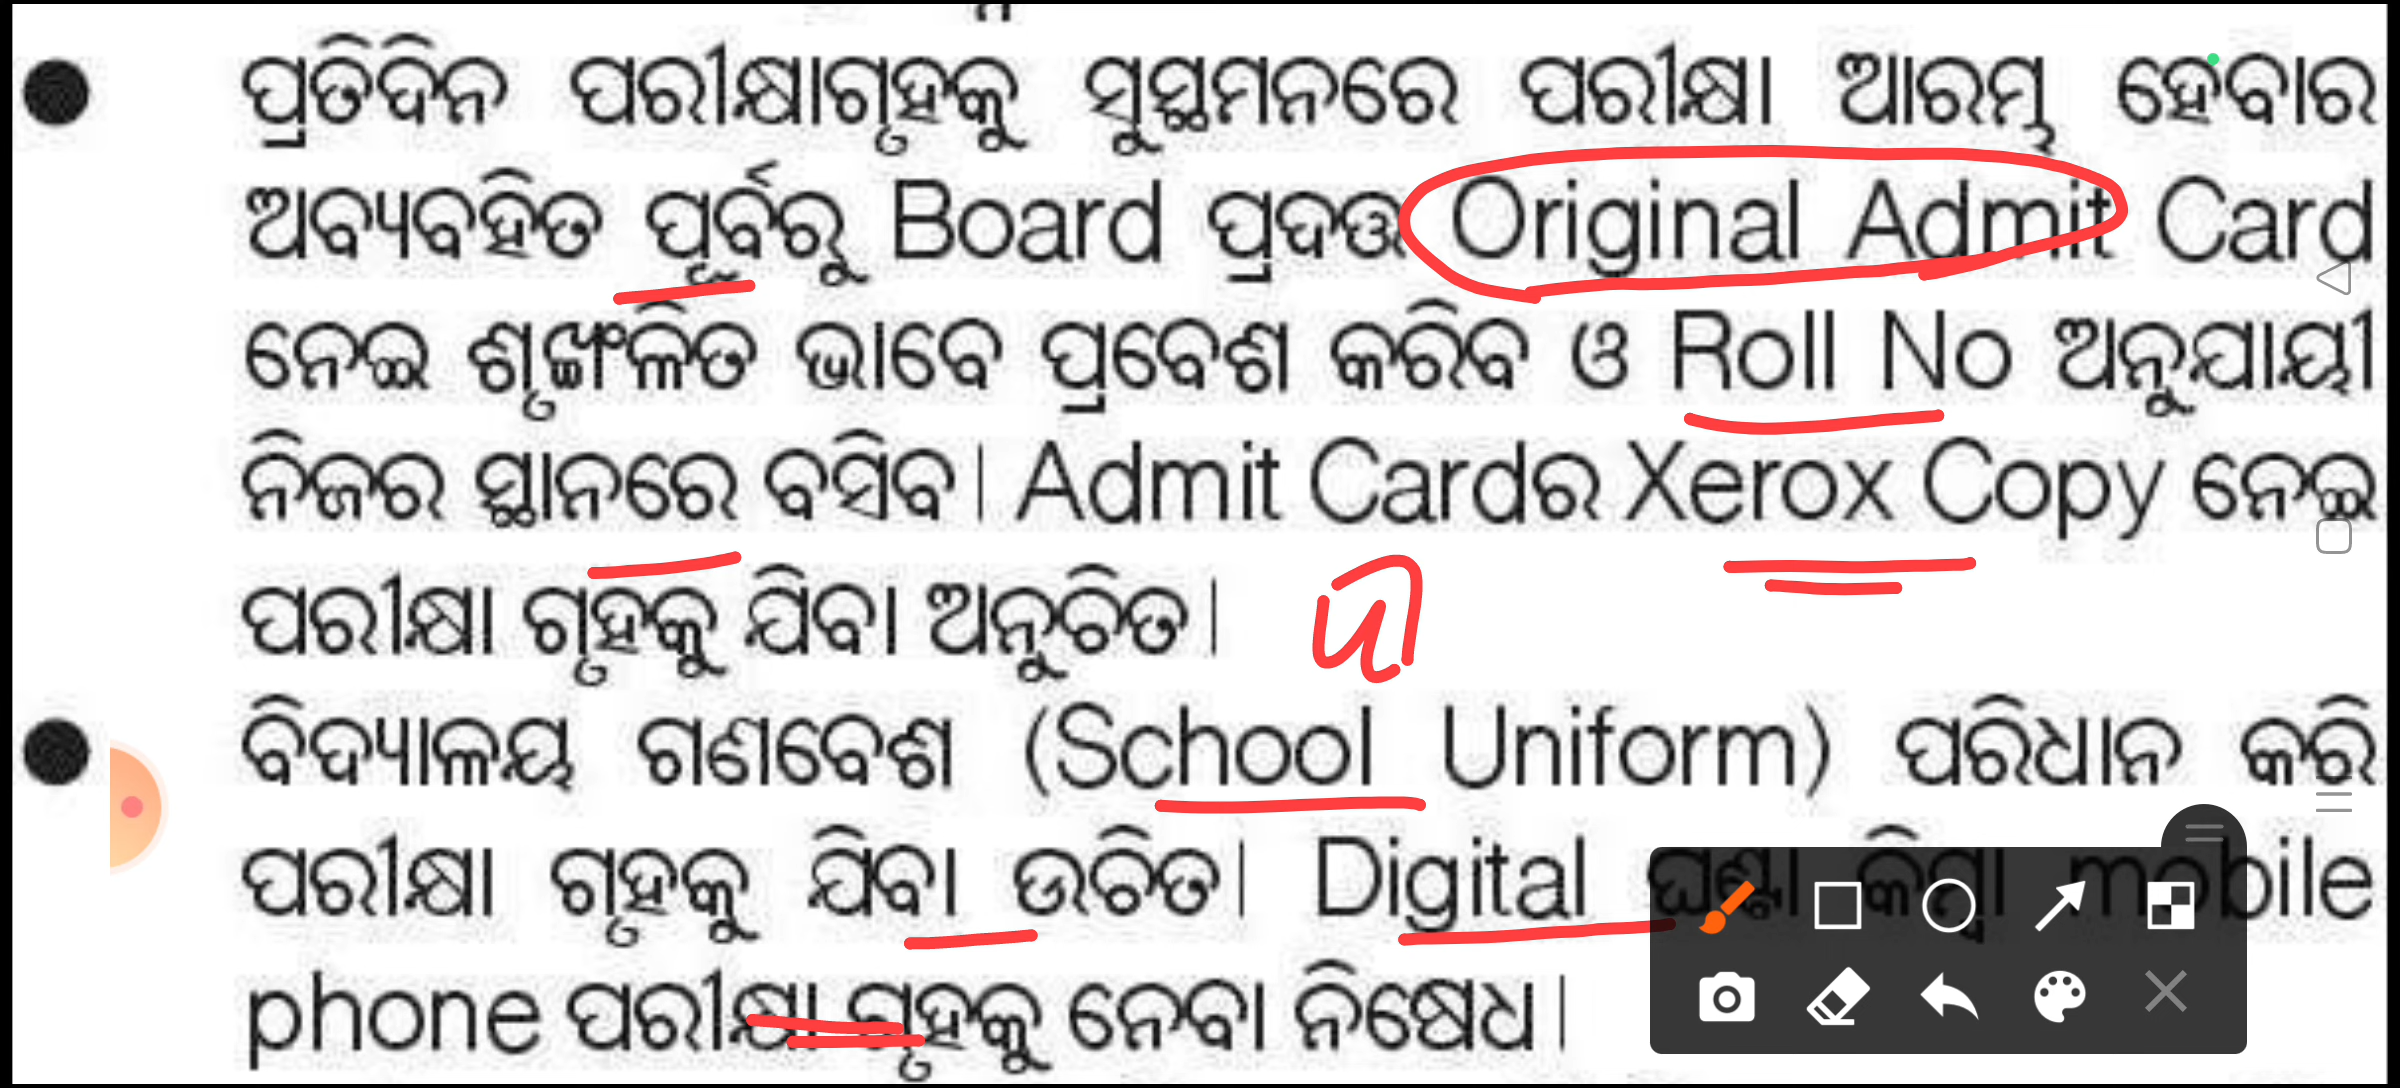 ● ପ୍ରତିଦିନ ପରୀକ୍ଷାଗୃହକୁ ସୁସ୍ଥମନରେ ପରୀକ୍ଷା ଆରମ୍ଭ ହେବାର
ଅବ୍ୟବହିତ ପୂର୍ବରୁ Board ପ୍ରଦତ୍ତ Original Admit Card
ନେଇ ଶୃଙ୍ଖଳିତ ଭାବେ ପ୍ରବେଶ କରିବ ଓ Roll No ଅନୁଯାୟୀ
ନିଜର ସ୍ଥାନରେ ବସିବ। Admit Cardର Xerox Copy ନେଇ
ପରୀକ୍ଷା ଗୃହକୁ ଯିବା ଅନୁଚିତ।
● ବିଦ୍ୟାଳୟ ଗଣବେଶ (School Uniform) ପରିଧାନ କରି
ପରୀକ୍ଷା ଗୃହକୁ ଯିବା ଉଚିତ। Digital ଘଣ୍ଟା କିମ୍ବା mobile
phone ପରୀକ୍ଷା ଗୃହକୁ ନେବା ନିଷେଧ।